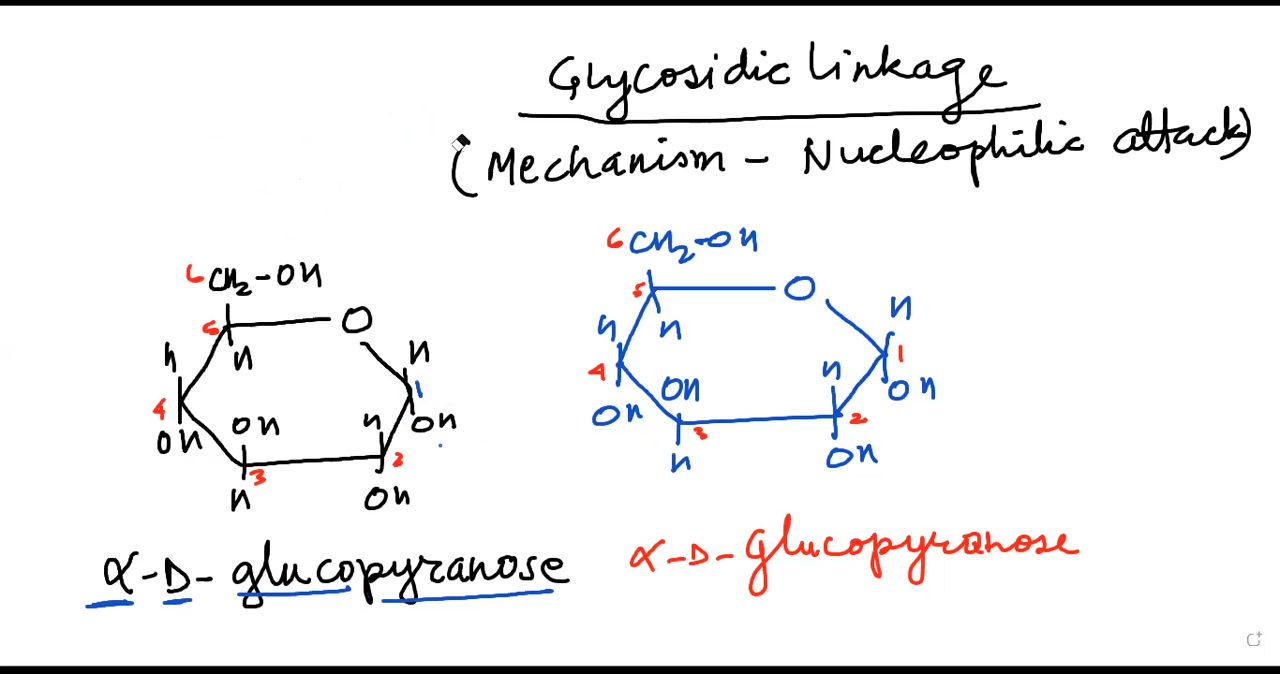 Glycosidic linkage
(Mechanism - Nucleophilic attack)
6 CH2-OH
5
O
H
H
H
4
1
OH
OH
H
OH
3
2
H
OH
α-D-glucopyranose
6 CH2-OH
5
O
H
H
H
4
1
OH
OH
H
OH
3
2
H
OH
α-D-Glucopyranose